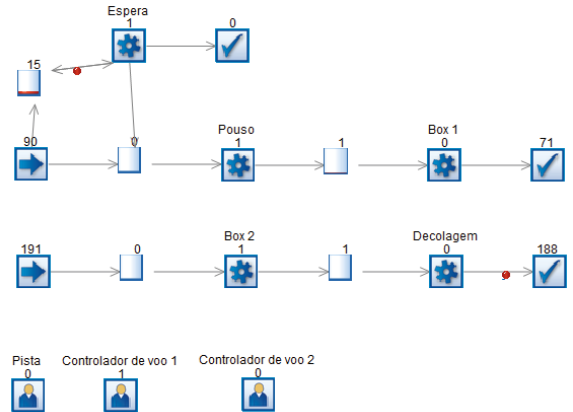 Espera
1 0
15
Pouso Box 1
90 0 1 1 0 71
Box 2 Decolagem
191 0 1 1 0 188
Pista Controlador de voo 1 Controlador de voo 2
0 1 0